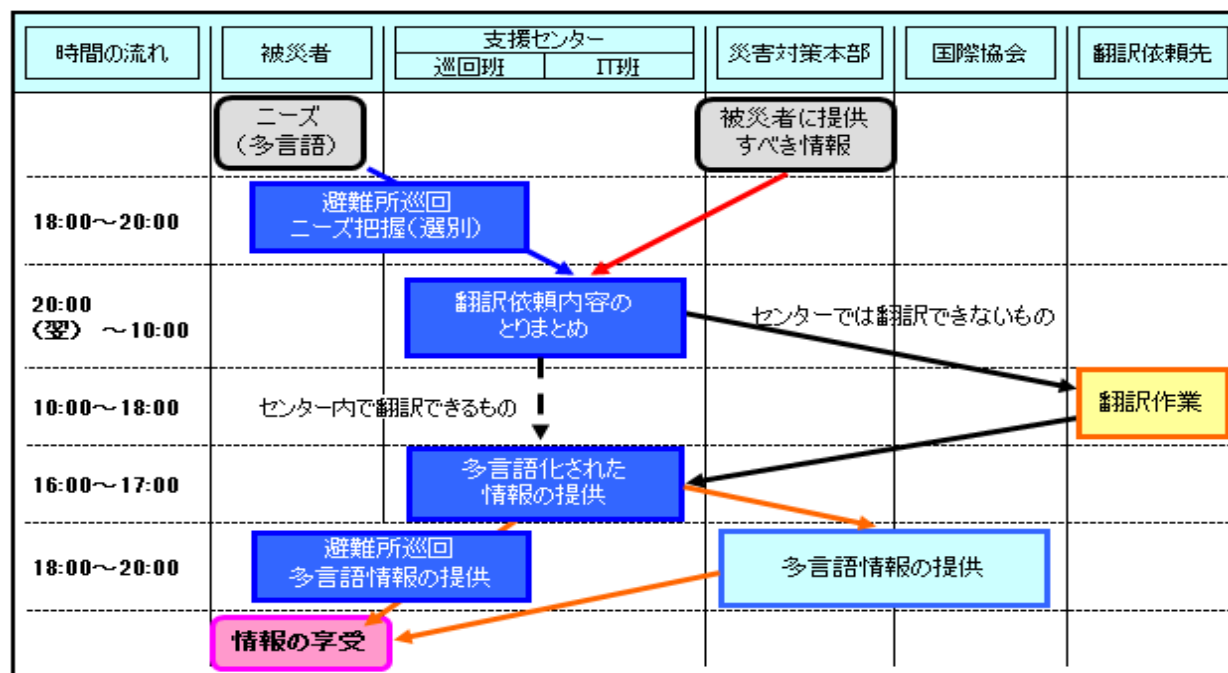 時間の流れ
被災者
支援センター
巡回班
IT班
災害対策本部
国際協会
翻訳依頼先
ニーズ
(多言語)
被災者に提供
すべき情報
18:00～20:00
避難所巡回
ニーズ把握(選別)
20:00
(翌) ～10:00
翻訳依頼内容の
とりまとめ
センターでは翻訳できないもの
10:00～18:00
センター内で翻訳できるもの
翻訳作業
16:00～17:00
多言語化された
情報の提供
18:00～20:00
避難所巡回
多言語情報の提供
多言語情報の提供
情報の享受